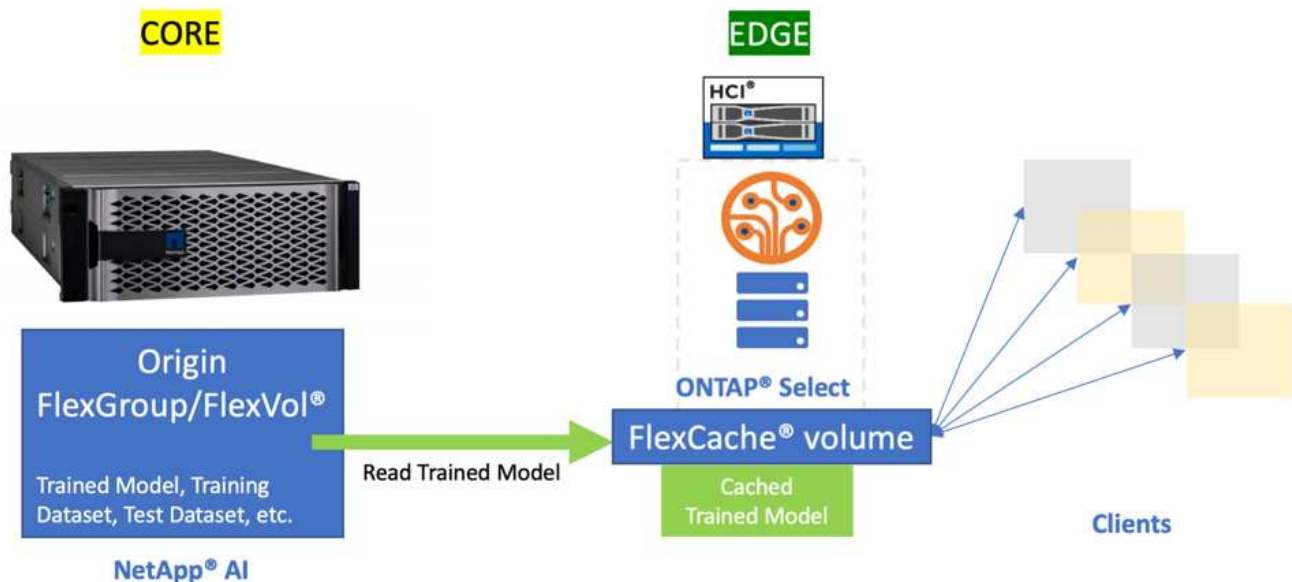 CORE
EDGE
HCI®
Origin
FlexGroup/FlexVol®
Trained Model, Training
Dataset, Test Dataset, etc.
NetApp® AI
Read Trained Model
ONTAP® Select
FlexCache® volume
Cached
Trained Model
Clients